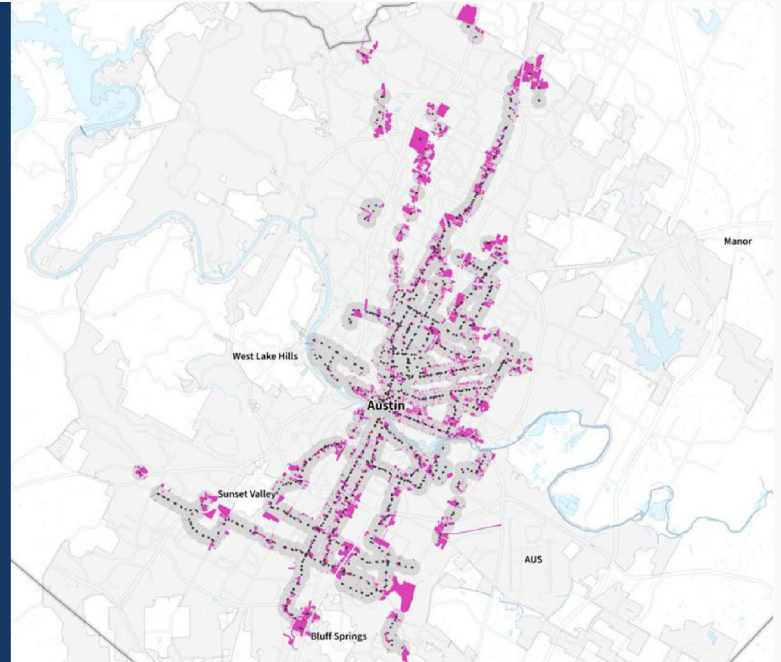 Manor
West Lake Hills
Austin
Sunset Valley
AUS
Bluff Springs